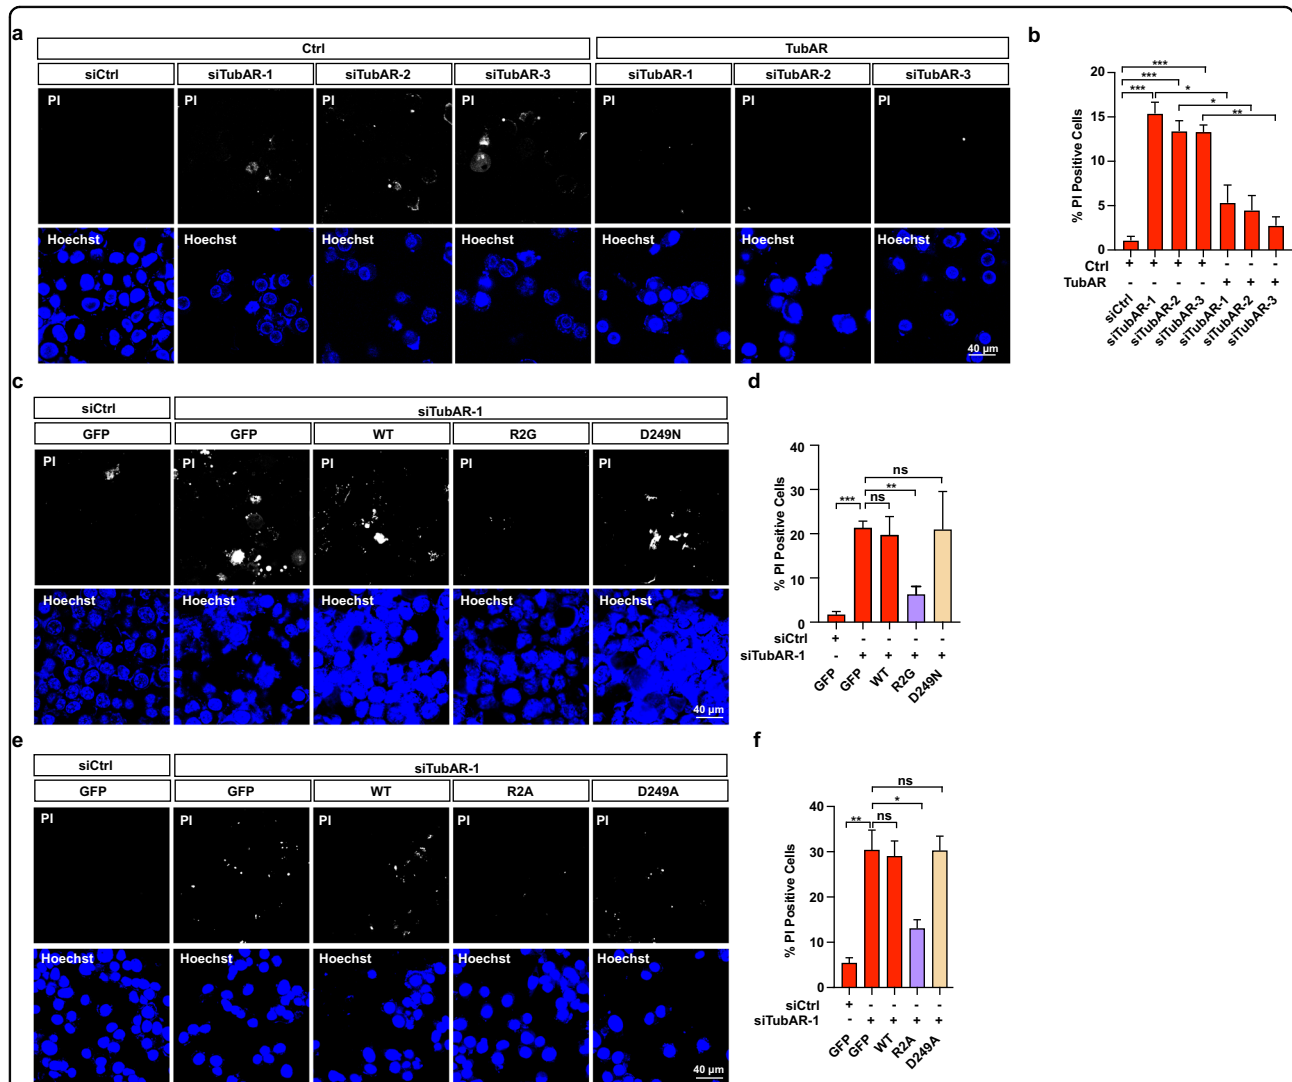 a
Ctrl TubAR
siCtrl siTubAR-1 siTubAR-2 siTubAR-3 siTubAR-1 siTubAR-2 siTubAR-3
PI PI PI PI PI PI PI
Hoechst Hoechst Hoechst Hoechst Hoechst Hoechst Hoechst
40 µm
b
% PI Positive Cells
20
15
10
5
0
***
***
*** *
*
**
Ctrl + + + + - - -
TubAR - - - - + + +
siCtrl siTubAR-1 siTubAR-2 siTubAR-3 siTubAR-1 siTubAR-2 siTubAR-3
c
siCtrl siTubAR-1
GFP GFP WT R2G D249N
PI PI PI PI PI
Hoechst Hoechst Hoechst Hoechst Hoechst
40 µm
d
% PI Positive Cells
40
30
20
10
0
ns
**
*** ns
siCtrl + - - - -
siTubAR-1 - + + + +
GFP GFP WT R2G D249N
e
siCtrl siTubAR-1
GFP GFP WT R2A D249A
PI PI PI PI PI
Hoechst Hoechst Hoechst Hoechst Hoechst
40 µm
f
% PI Positive Cells
40
30
20
10
0
ns
*
** ns
siCtrl + - - - -
siTubAR-1 - + + + +
GFP GFP WT R2A D249A